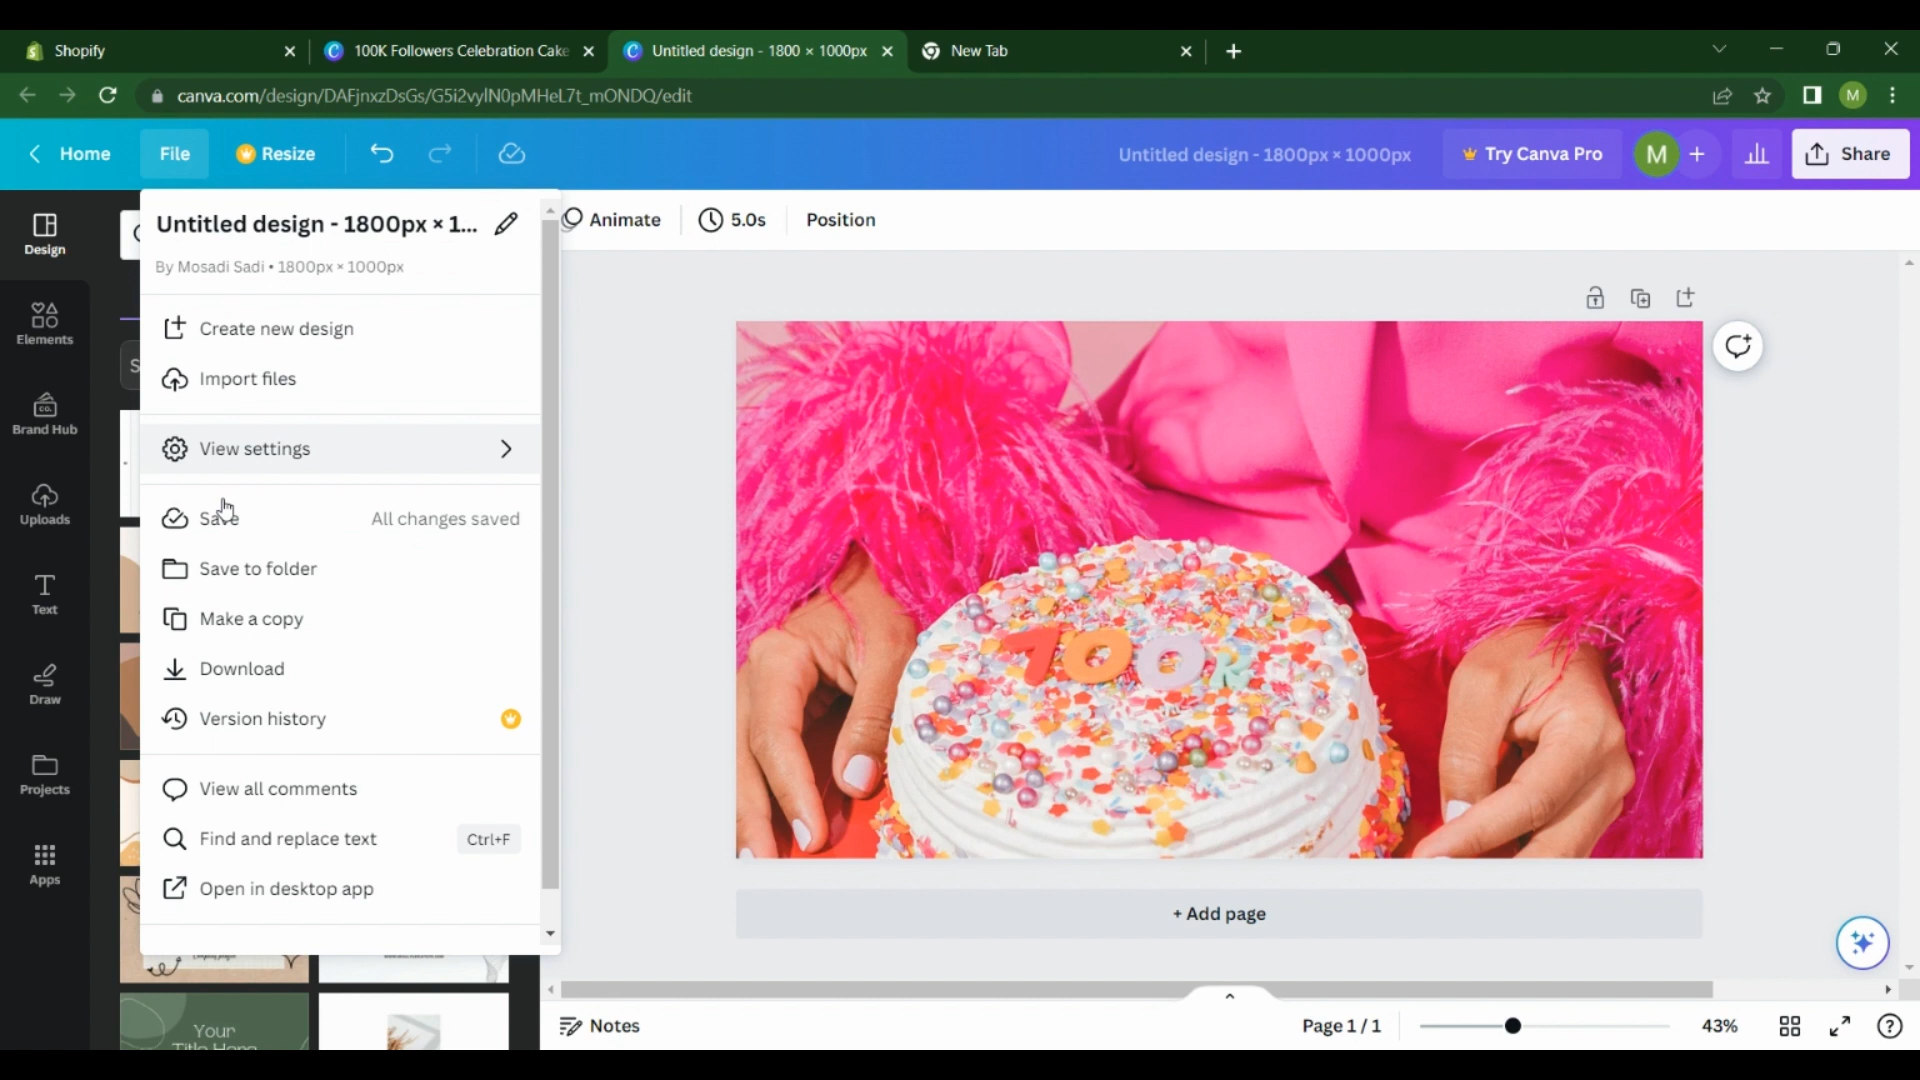 Shopify
100K Followers Celebration Cake
Untitled design - 1800 × 1000px
New Tab
canva.com/design/DAFjnxzDsGs/G5i2vylN0pMHeL7t_mONDQ/edit
M
Home
File
Resize
Untitled design - 1800px × 1000px
Try Canva Pro
M
Share
Untitled design - 1800px × 1...
By Mosadi Sadi • 1800px × 1000px
Animate
5.0s
Position
Design
Elements
Brand Hub
Uploads
Text
Draw
Projects
Apps
S
Create new design
Import files
View settings
Save
All changes saved
Save to folder
Make a copy
Download
Version history
View all comments
Find and replace text
Ctrl+F
Open in desktop app
100K
+ Add page
Your
Title Here
Notes
Page 1 / 1
43%